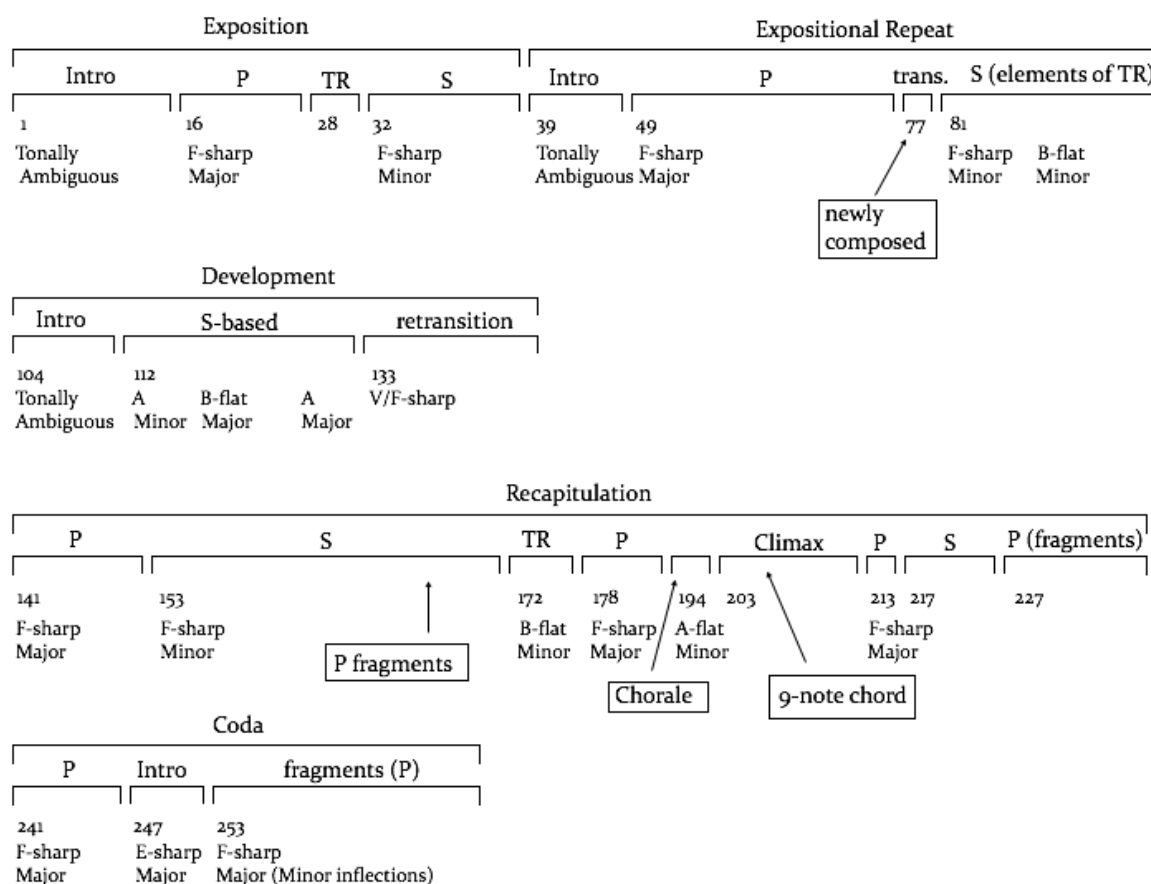 Exposition
Expositional Repeat
Intro P TR S Intro P trans. S (elements of TR)
1 16 28 32 39 49 77 81
Tonally F-sharp F-sharp Tonally F-sharp F-sharp B-flat
Ambiguous Major Minor Ambiguous Major Minor Minor
newly
composed
Development
Intro S-based retransition
104 112 133
Tonally A B-flat A V/F-sharp
Ambiguous Minor Major Major
Recapitulation
P S TR P Climax P S P (fragments)
141 153 172 178 194 203 213 217 227
F-sharp F-sharp B-flat F-sharp A-flat F-sharp
Major Minor Minor Major Minor Major
P fragments
Chorale
9-note chord
Coda
P Intro fragments (P)
241 247 253
F-sharp E-sharp F-sharp
Major Major Major (Minor inflections)